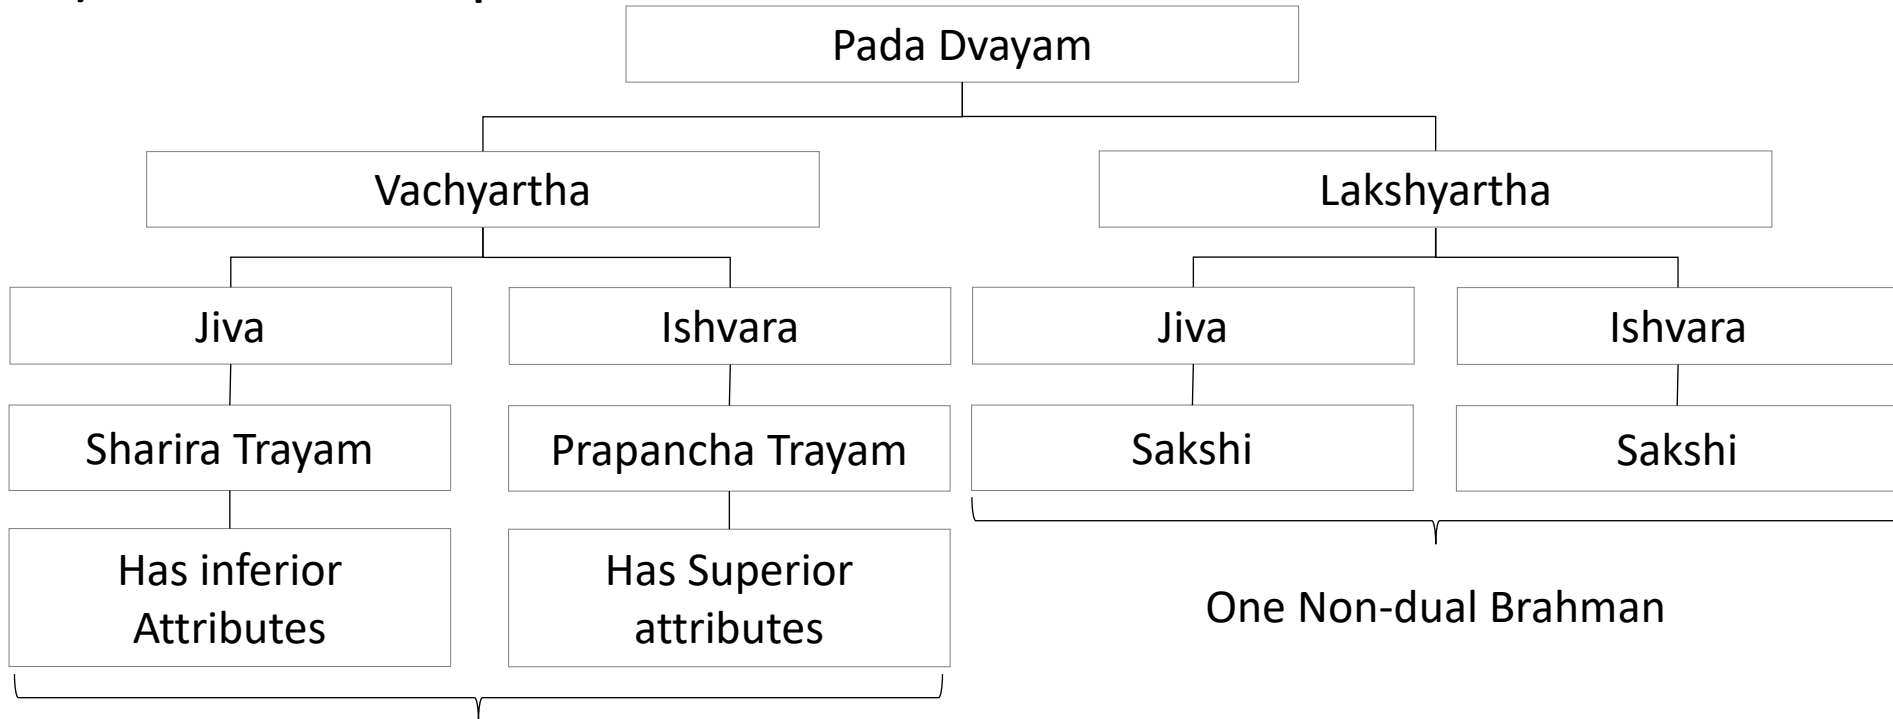 Pada Dvayam
Vachyartha
Lakshyartha
Jiva
Ishvara
Jiva
Ishvara
Sharira Trayam
Prapancha Trayam
Sakshi
Sakshi
Has inferior
Attributes
Has Superior
attributes
One Non-dual Brahman